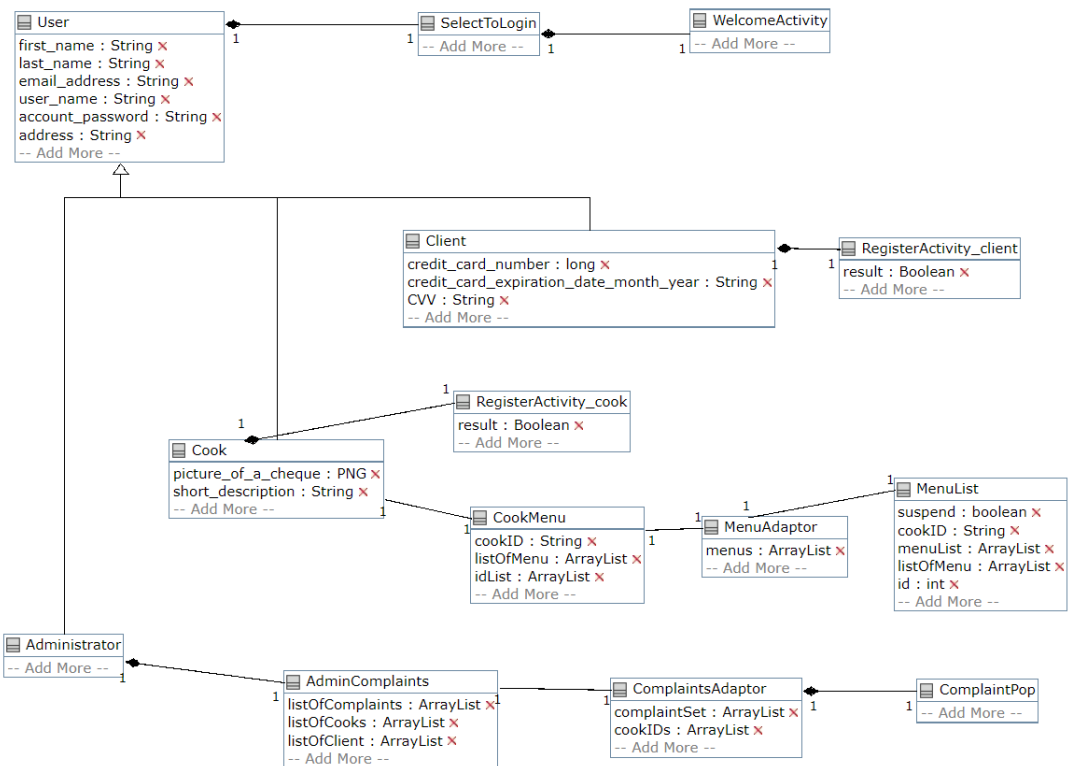 User
first_name : String
last_name : String
email_address : String
user_name : String
account_password : String
address : String
-- Add More --
1
1
SelectToLogin
-- Add More --
1
1
WelcomeActivity
-- Add More --
Client
credit_card_number : long
credit_card_expiration_date_month_year : String
CVV : String
-- Add More --
1
1
RegisterActivity_client
result : Boolean
-- Add More --
1
1
RegisterActivity_cook
result : Boolean
-- Add More --
Cook
picture_of_a_cheque : PNG
short_description : String
-- Add More --
1
1
CookMenu
cookID : String
listOfMenu : ArrayList
idList : ArrayList
-- Add More --
1
1
MenuAdaptor
menus : ArrayList
-- Add More --
1
1
MenuList
suspend : boolean
cookID : String
menuList : ArrayList
listOfMenu : ArrayList
id : int
-- Add More --
Administrator
-- Add More --
1
1
AdminComplaints
listOfComplaints : ArrayList
listOfCooks : ArrayList
listOfClient : ArrayList
-- Add More --
1
1
ComplaintsAdaptor
complaintSet : ArrayList
cookIDs : ArrayList
-- Add More --
1
1
ComplaintPop
-- Add More --